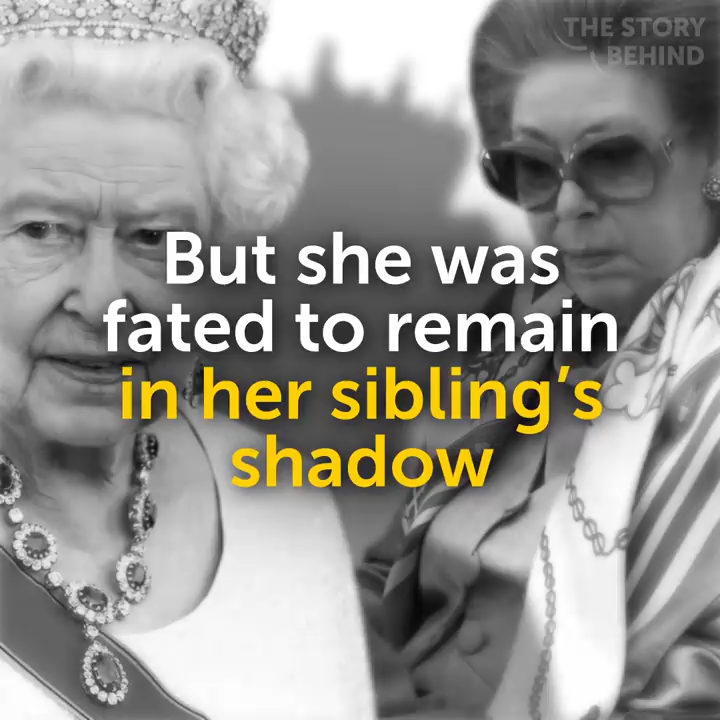 THE STORY
BEHIND
But she was
fated to remain
in her sibling’s
shadow